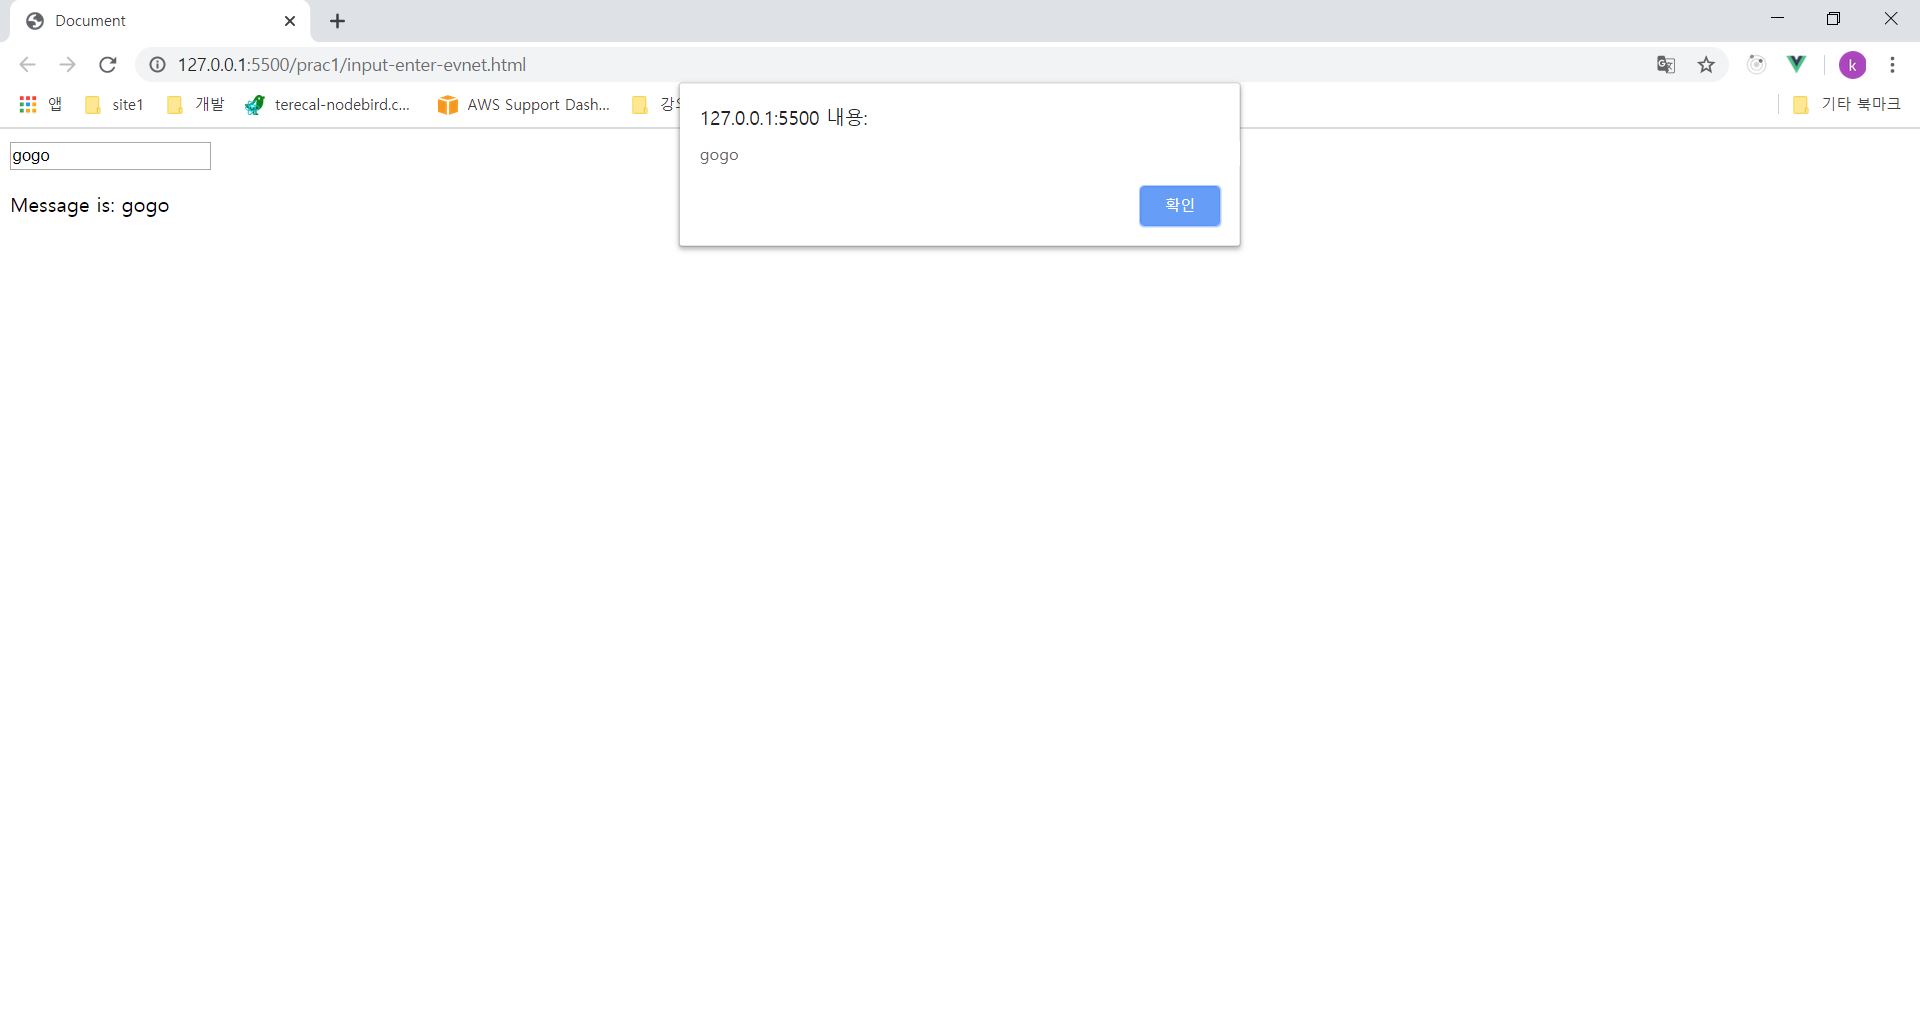 Document
127.0.0.1:5500/prac1/input-enter-evnet.html
k
앱 site1 개발 terecal-nodebird.c... AWS Support Dash... 기타 북마크
127.0.0.1:5500 내용:
gogo
확인
gogo
Message is: gogo